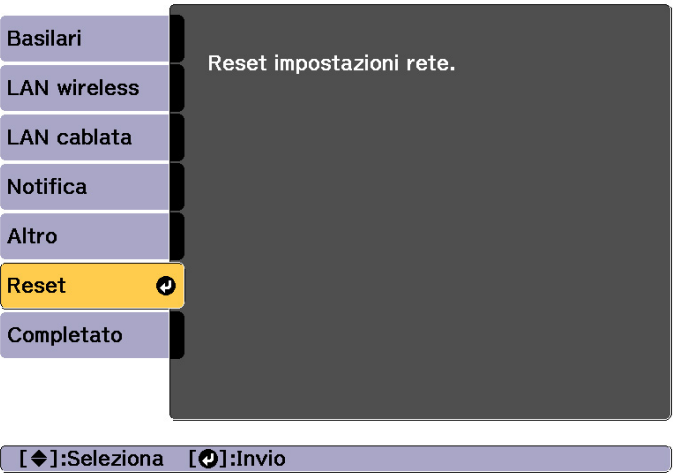 Basilari
Reset impostazioni rete.
LAN wireless
LAN cablata
Notifica
Altro
Reset
Completato
[◆]:Seleziona [⏎]:Invio